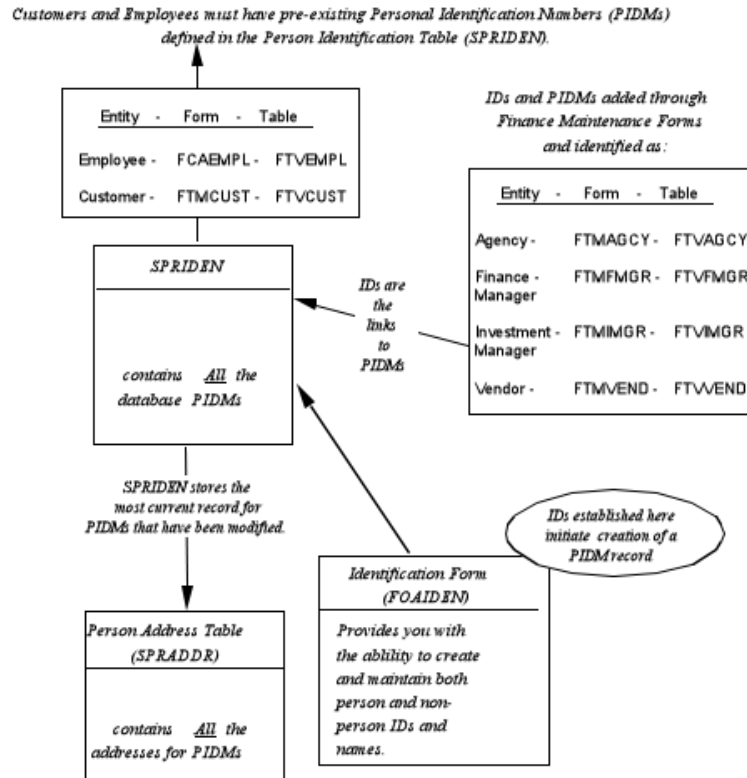 Customers and Employees must have pre-existing Personal Identification Numbers (PIDMs)
defined in the Person Identification Table (SPRIDEN).
Entity - Form - Table
Employee - FCAEMPL - FTVEMPL
Customer - FTMCUST - FTVCUST
IDs and PIDMs added through
Finance Maintenance Forms
and identified as:
Entity - Form - Table
Agency - FTMAGCY - FTVAGCY
Finance - FTMFMGR - FTVFMGR
Manager
Investment - FTMIMGR - FTVIMGR
Manager
Vendor - FTMVEND - FTVVEND
SPRIDEN
contains All the
database PIDMs
IDs are
the
links
to
PIDMs
SPRIDEN stores the
most current record for
PIDMs that have been modified.
IDs established here
initiate creation of a
PIDM record
Identification Form
(FOAIDEN)
Provides you with
the ablility to create
and maintain both
person and non-
person IDs and
names.
Person Address Table
(SPRADDR)
contains All the
addresses for PIDMs